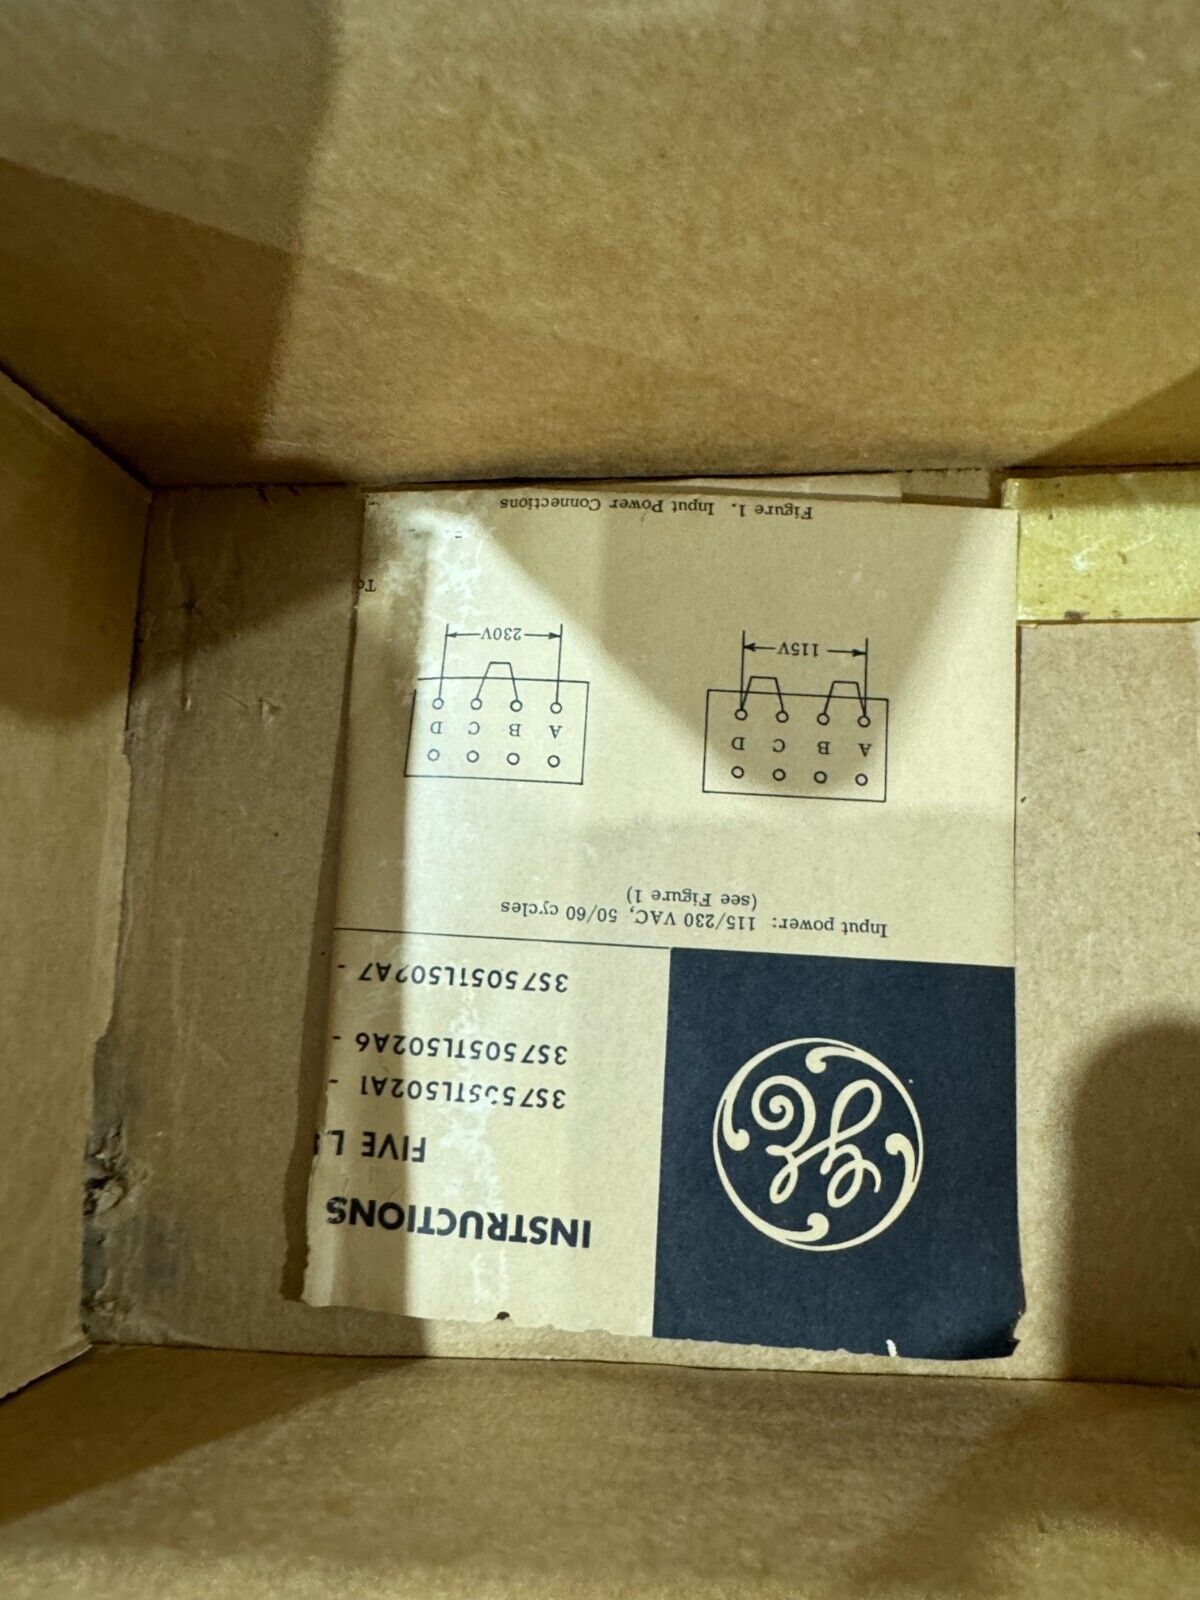 INSTRUCTIONS
FIVE
3S7505TL502A1 -
3S7505TL502A6 -
3S7505TL502A7 -
Input power: 115/230 VAC, 50/60 cycles
(see Figure 1)
A B C D
115V
A B C D
230V
Figure 1. Input Power Connections
GE